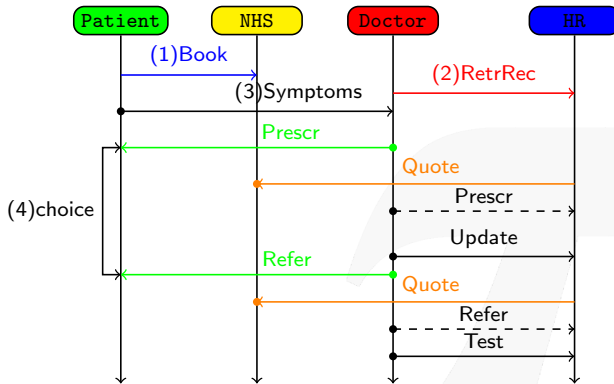 Patient NHS Doctor HR
(1)Book
(2)RetrRec
(3)Symptoms
Prescr
Quote
Prescr
(4)choice
Update
Refer
Quote
Refer
Test